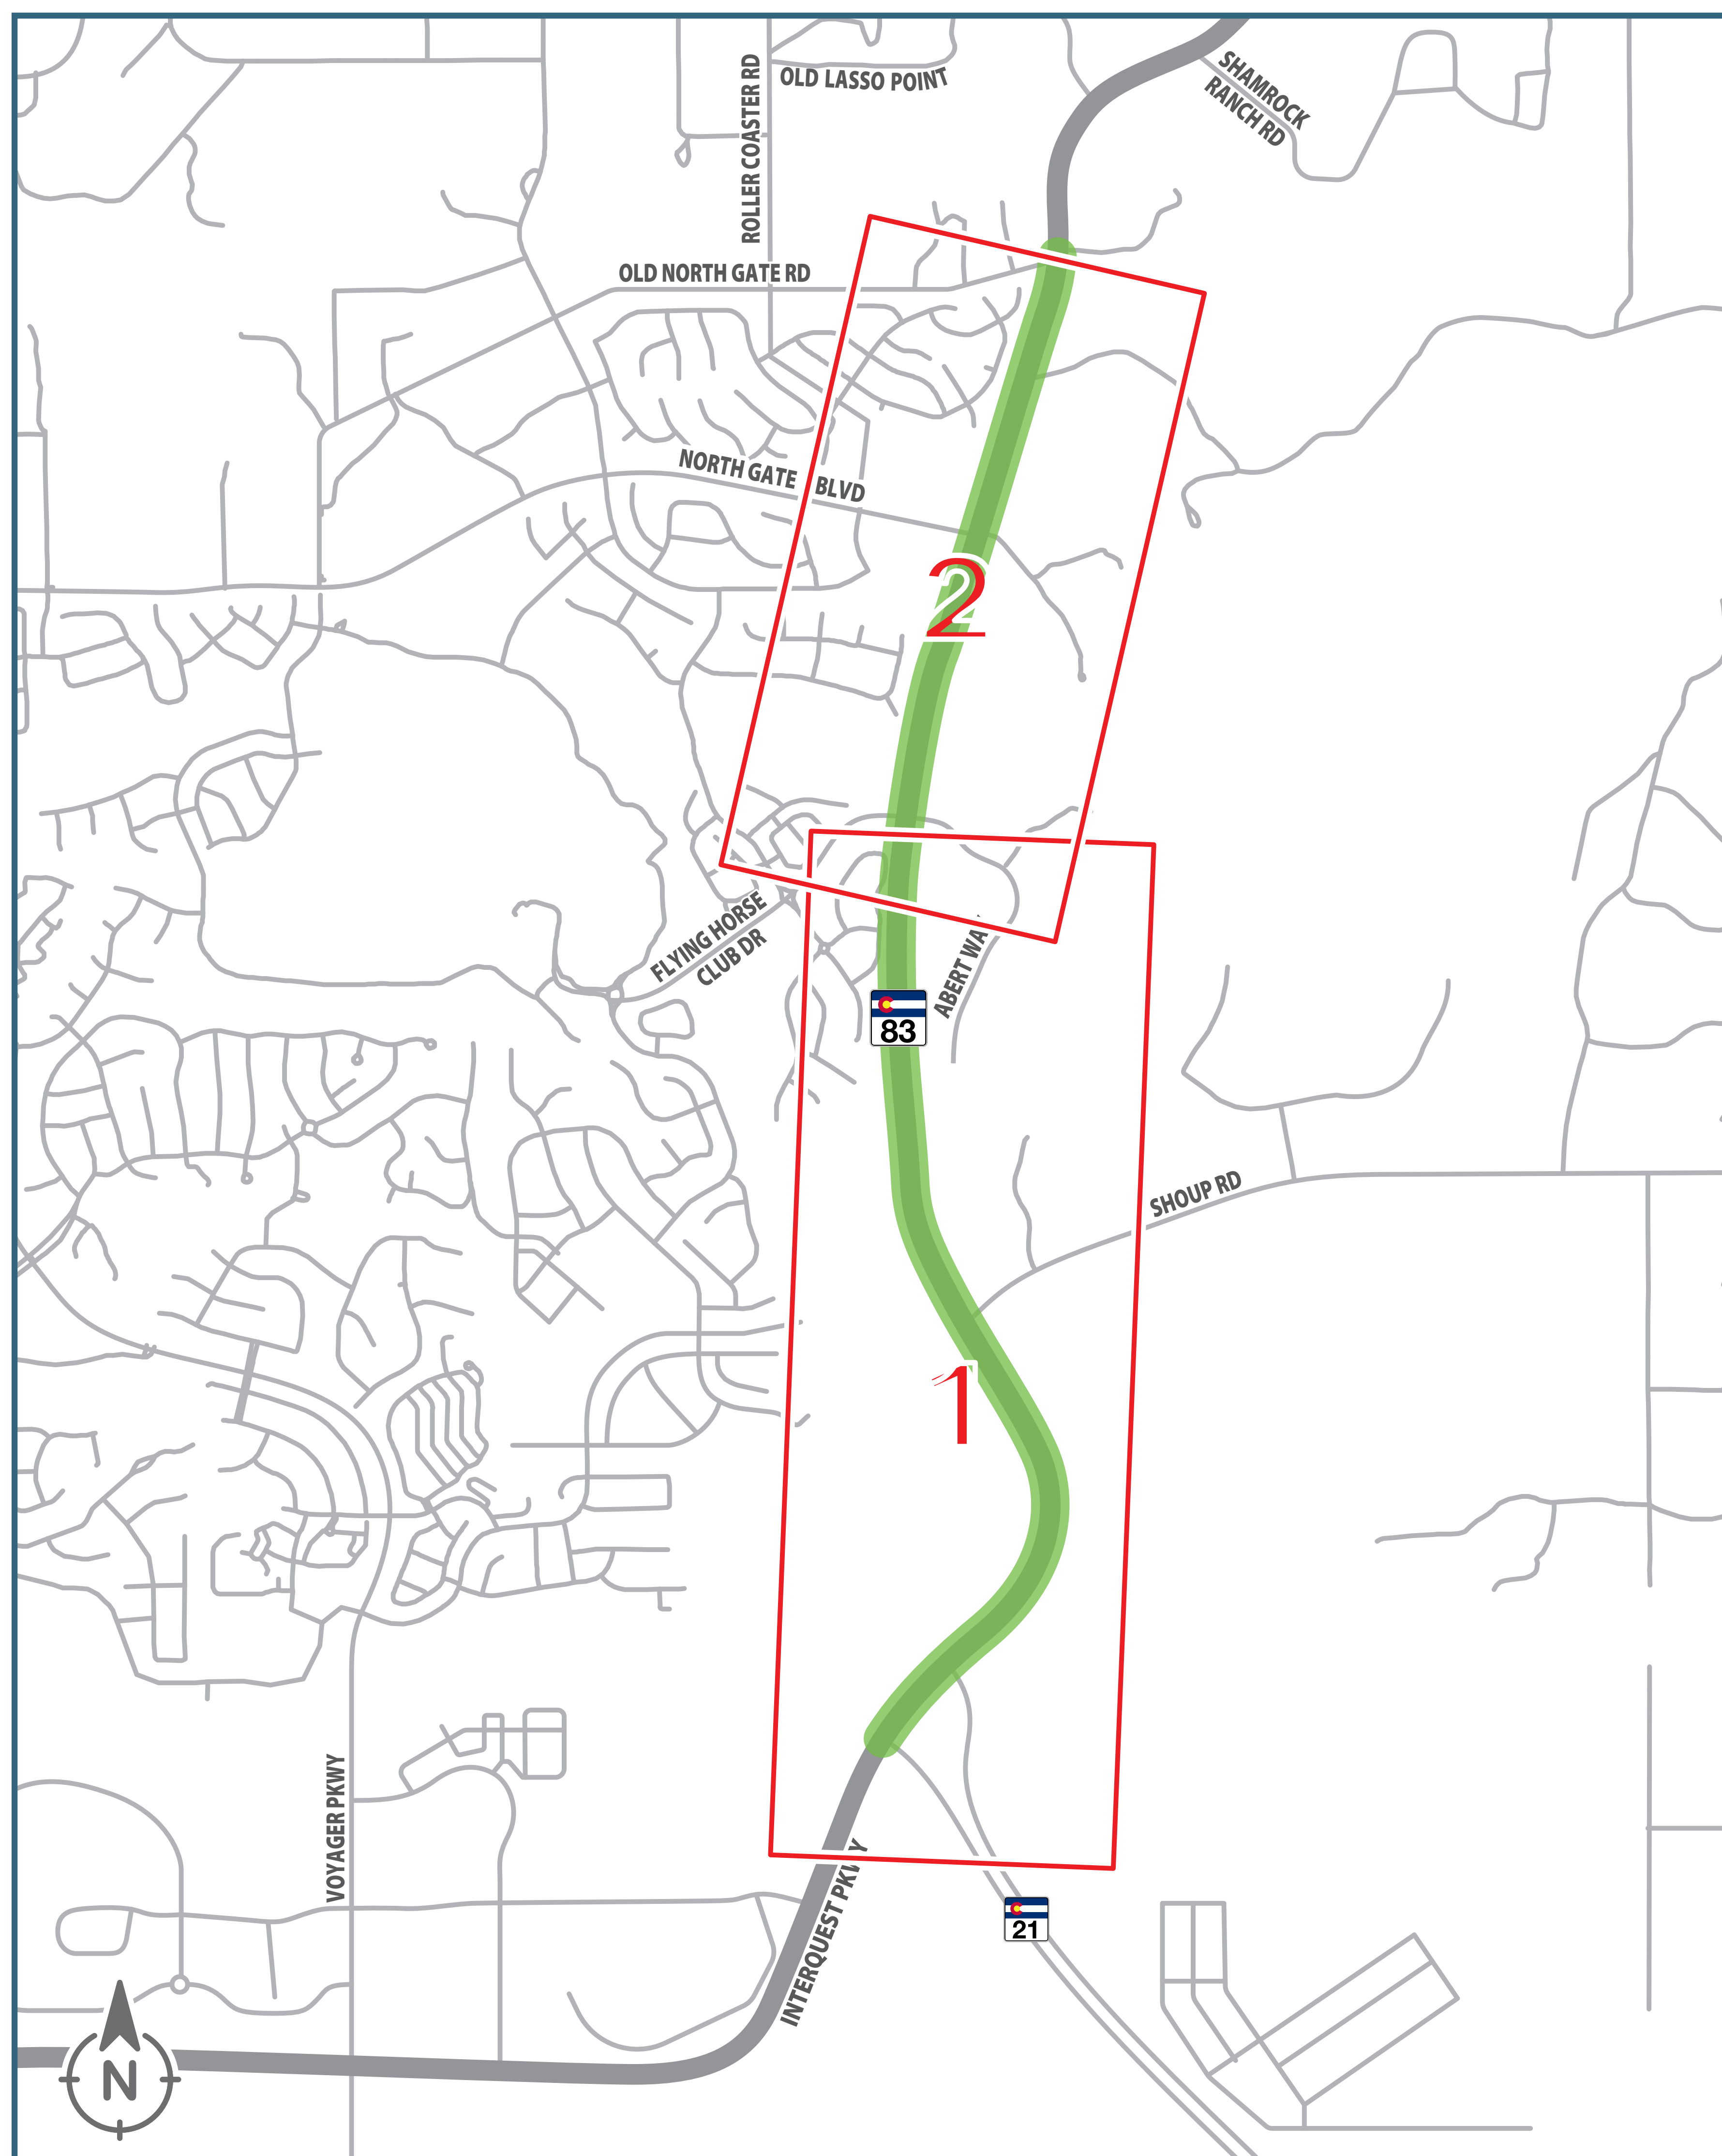 SHAMROCK
RANCH RD
OLD LASSO POINT
ROLLER COASTER RD
OLD NORTH GATE RD
NORTH GATE BLVD
2
FLYING HORSE
CLUB DR
ABERT WA
83
SHOUP RD
1
VOYAGER PKWY
INTERQUEST PKWY
21
N